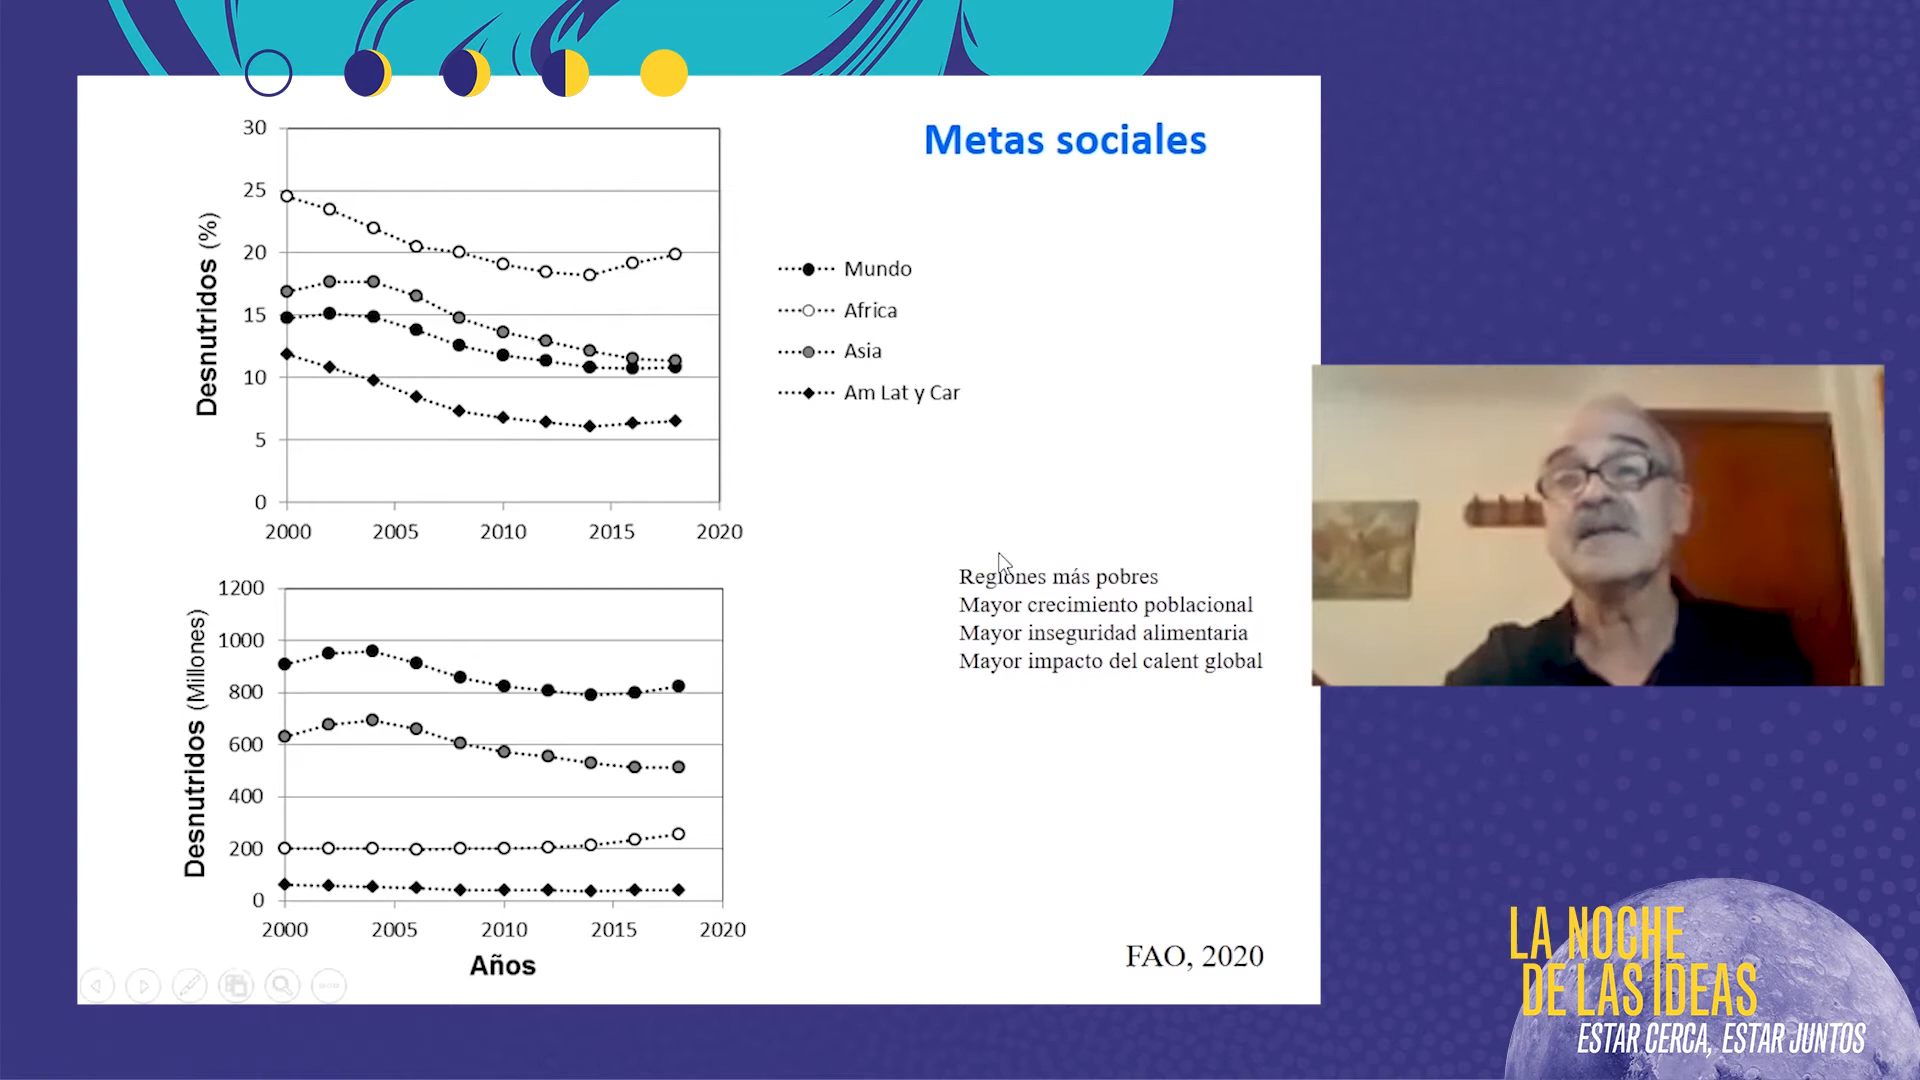 Metas sociales
30
25
20
15
10
5
0
Desnutridos (%)
2000 2005 2010 2015 2020
Mundo
Africa
Asia
Am Lat y Car
1200
1000
800
600
400
200
0
Desnutridos (Millones)
2000 2005 2010 2015 2020
Años
Regiones más pobres
Mayor crecimiento poblacional
Mayor inseguridad alimentaria
Mayor impacto del calent global
FAO, 2020
LA NOCHE
DE LAS IDEAS
ESTAR CERCA, ESTAR JUNTOS